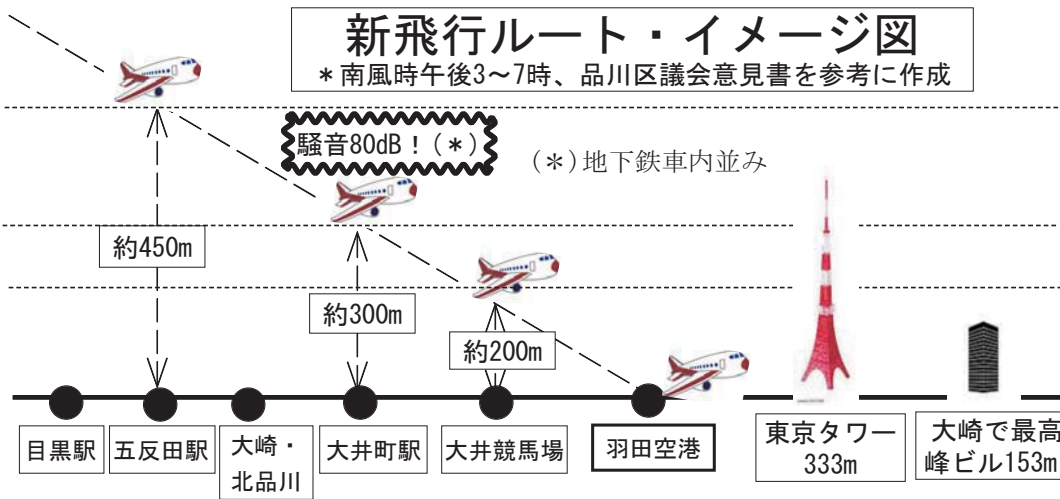 新飛行ルート・イメージ図
*南風時午後3～7時、品川区議会意見書を参考に作成
騒音80dB！(*)
(*)地下鉄車内並み
約450m
約300m
約200m
目黒駅
五反田駅
大崎・
北品川
大井町駅
大井競馬場
羽田空港
東京タワー
333m
大崎で最高
峰ビル153m